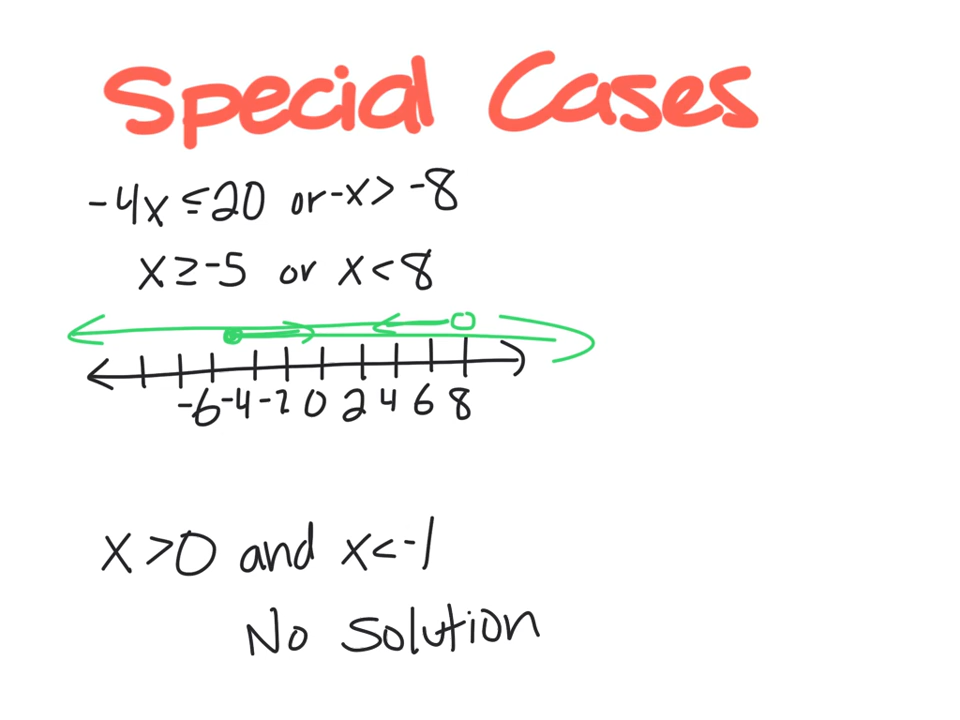 Special Cases
-4x ≤ 20 or -x > -8
x ≥ -5 or x < 8
-6 -4 -2 0 2 4 6 8
x > 0 and x < -1
No solution